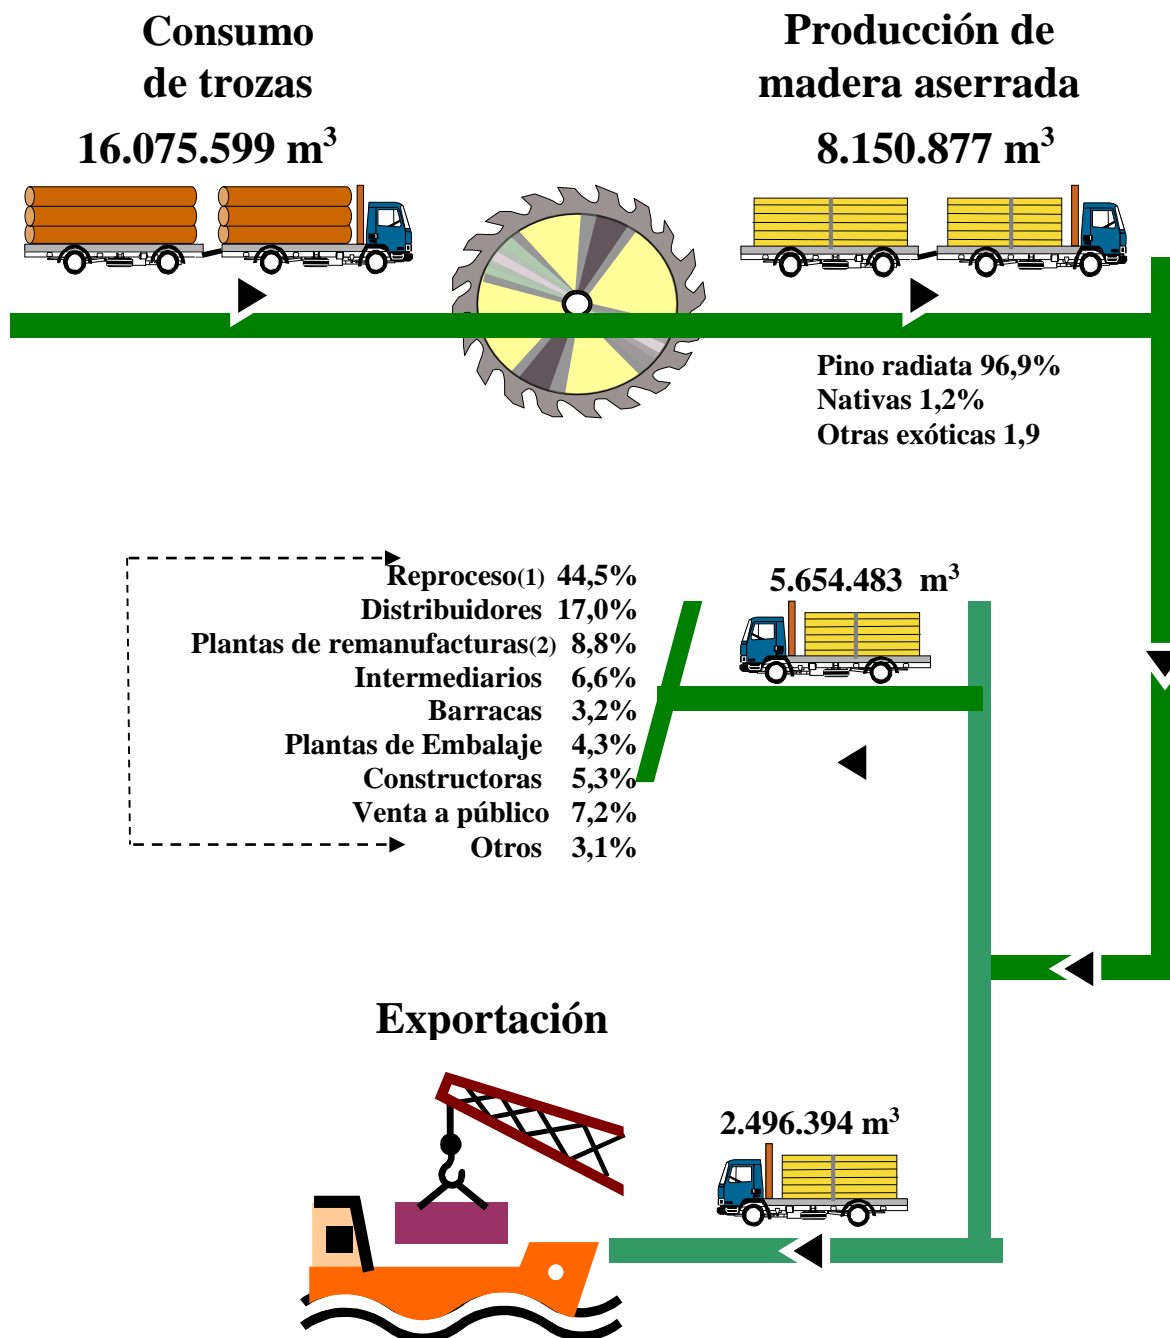 Consumo
de trozas
16.075.599 m³
Producción de
madera aserrada
8.150.877 m³
Pino radiata 96,9%
Nativas 1,2%
Otras exóticas 1,9
Reproceso(1) 44,5%
Distribuidores 17,0%
Plantas de remanufacturas(2) 8,8%
Intermediarios 6,6%
Barracas 3,2%
Plantas de Embalaje 4,3%
Constructoras 5,3%
Venta a público 7,2%
Otros 3,1%
5.654.483 m³
Exportación
2.496.394 m³